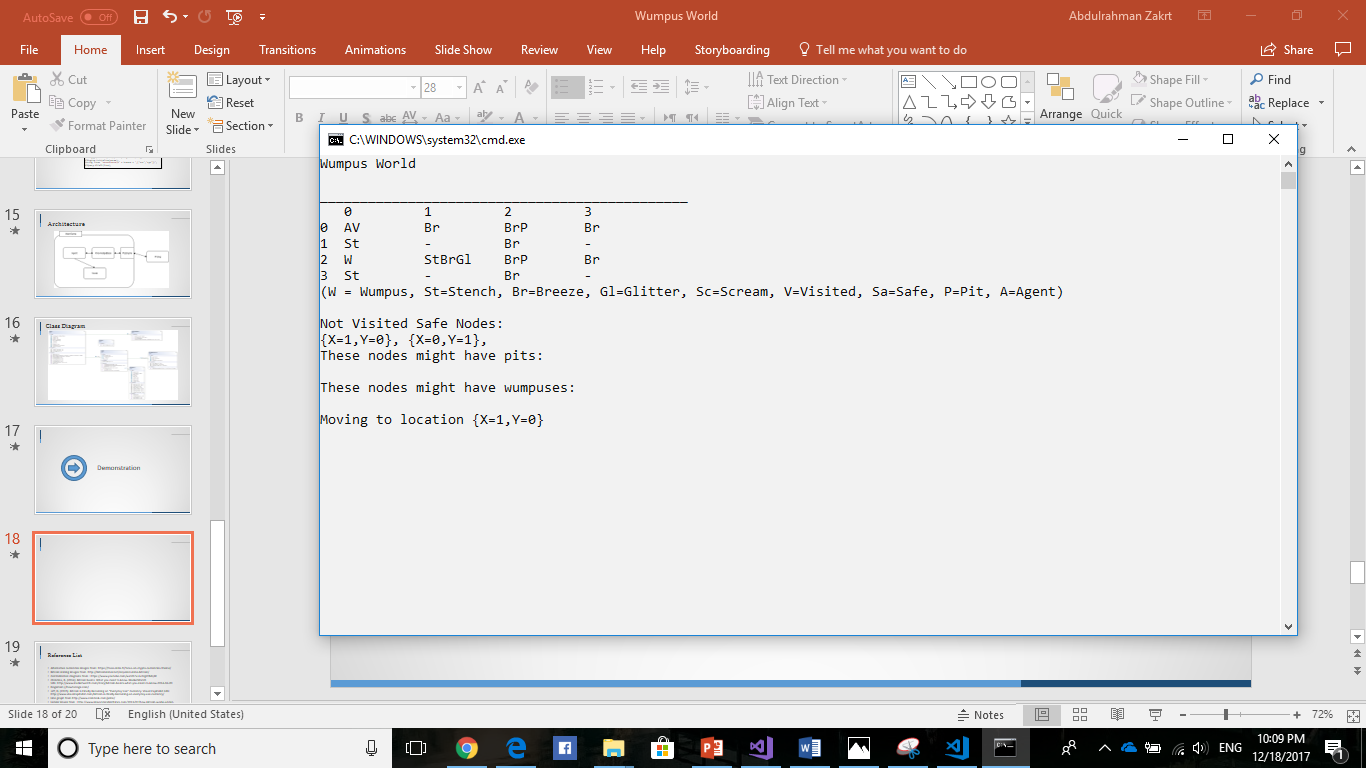 AutoSave Off
Wumpus World
Abdulrahman Zakrt
File Home Insert Design Transitions Animations Slide Show Review View Help Storyboarding Tell me what you want to do Share
Paste
Cut
Copy
Format Painter
Clipboard
New Slide
Layout
Reset
Section
Slides
28
B I U S abc AV Aa A
Text Direction
Align Text
Arrange
Quick
Shape Fill
Shape Outline
Find
Replace
C:\WINDOWS\system32\cmd.exe
Wumpus World
0 1 2 3
0 AV Br BrP Br
1 St - Br -
2 W StBrGl BrP Br
3 St - Br -
(W = Wumpus, St=Stench, Br=Breeze, Gl=Glitter, Sc=Scream, V=Visited, Sa=Safe, P=Pit, A=Agent)
Not Visited Safe Nodes:
{X=1,Y=0}, {X=0,Y=1},
These nodes might have pits:
These nodes might have wumpuses:
Moving to location {X=1,Y=0}
15
Architecture
16
Class Diagram
17
Demonstration
18
19
Reference List
Slide 18 of 20 English (United States) Notes 72%
Type here to search
ENG
10:09 PM
12/18/2017
1